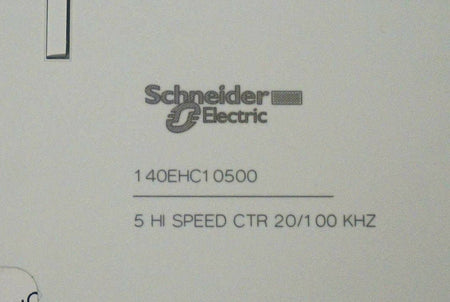 Schneider
Electric
140EHC10500
5 HI SPEED CTR 20/100 KHZ